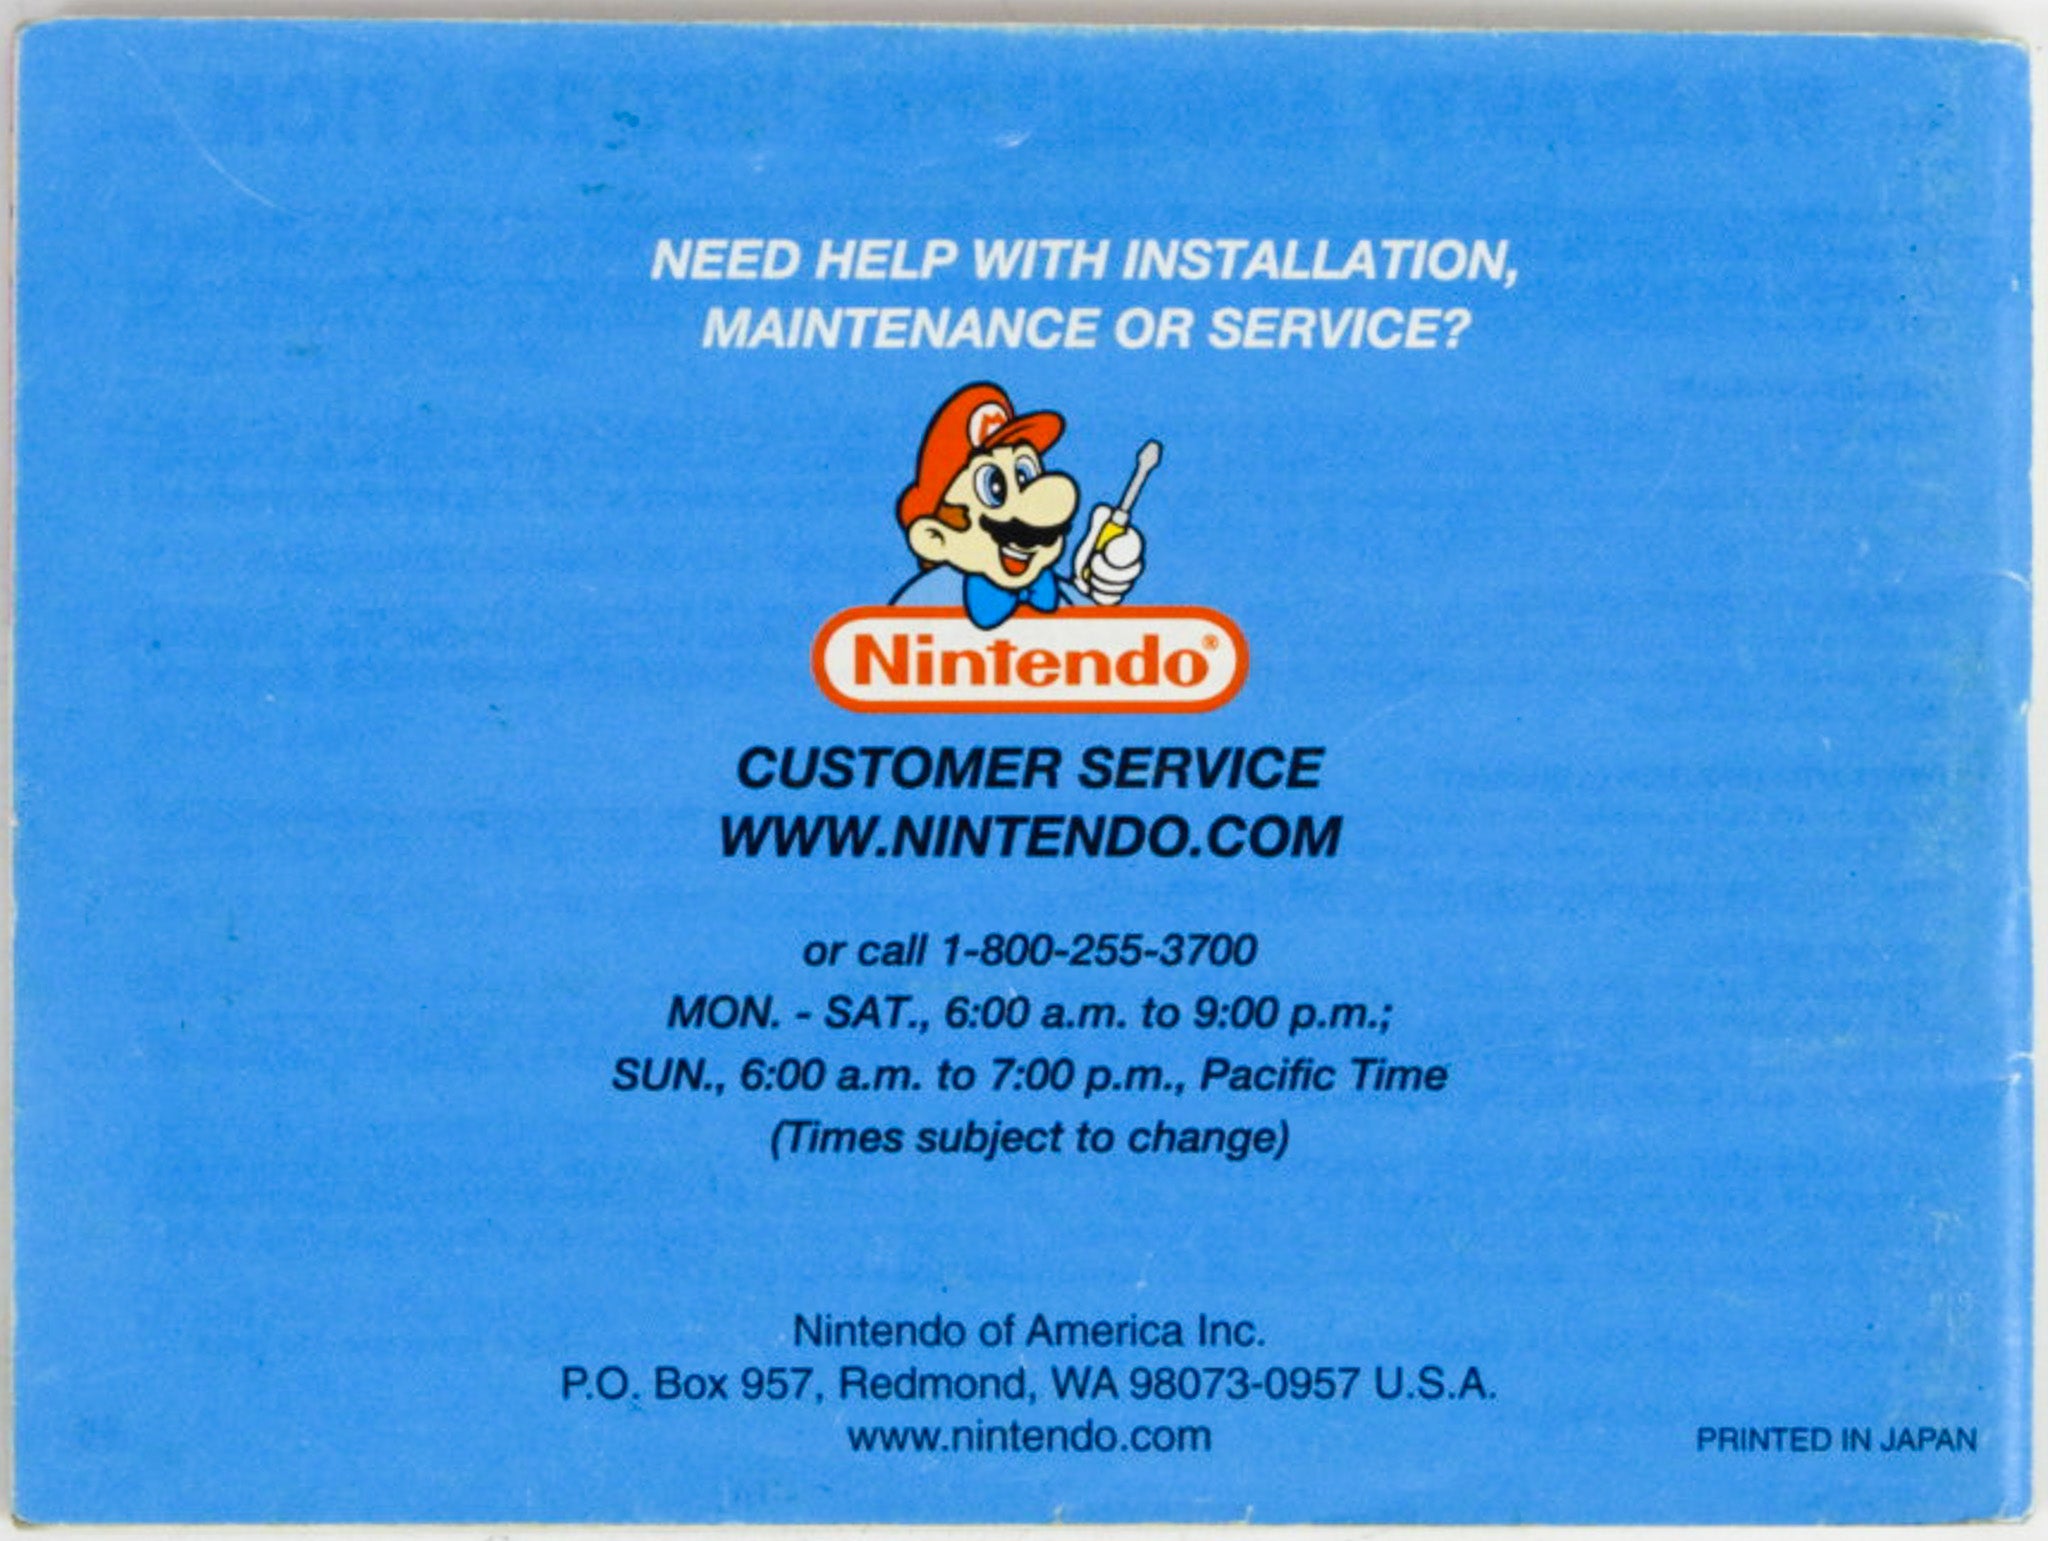 NEED HELP WITH INSTALLATION,
MAINTENANCE OR SERVICE?
M
Nintendo®
CUSTOMER SERVICE
WWW.NINTENDO.COM
or call 1-800-255-3700
MON. - SAT., 6:00 a.m. to 9:00 p.m.;
SUN., 6:00 a.m. to 7:00 p.m., Pacific Time
(Times subject to change)
Nintendo of America Inc.
P.O. Box 957, Redmond, WA 98073-0957 U.S.A.
www.nintendo.com
PRINTED IN JAPAN